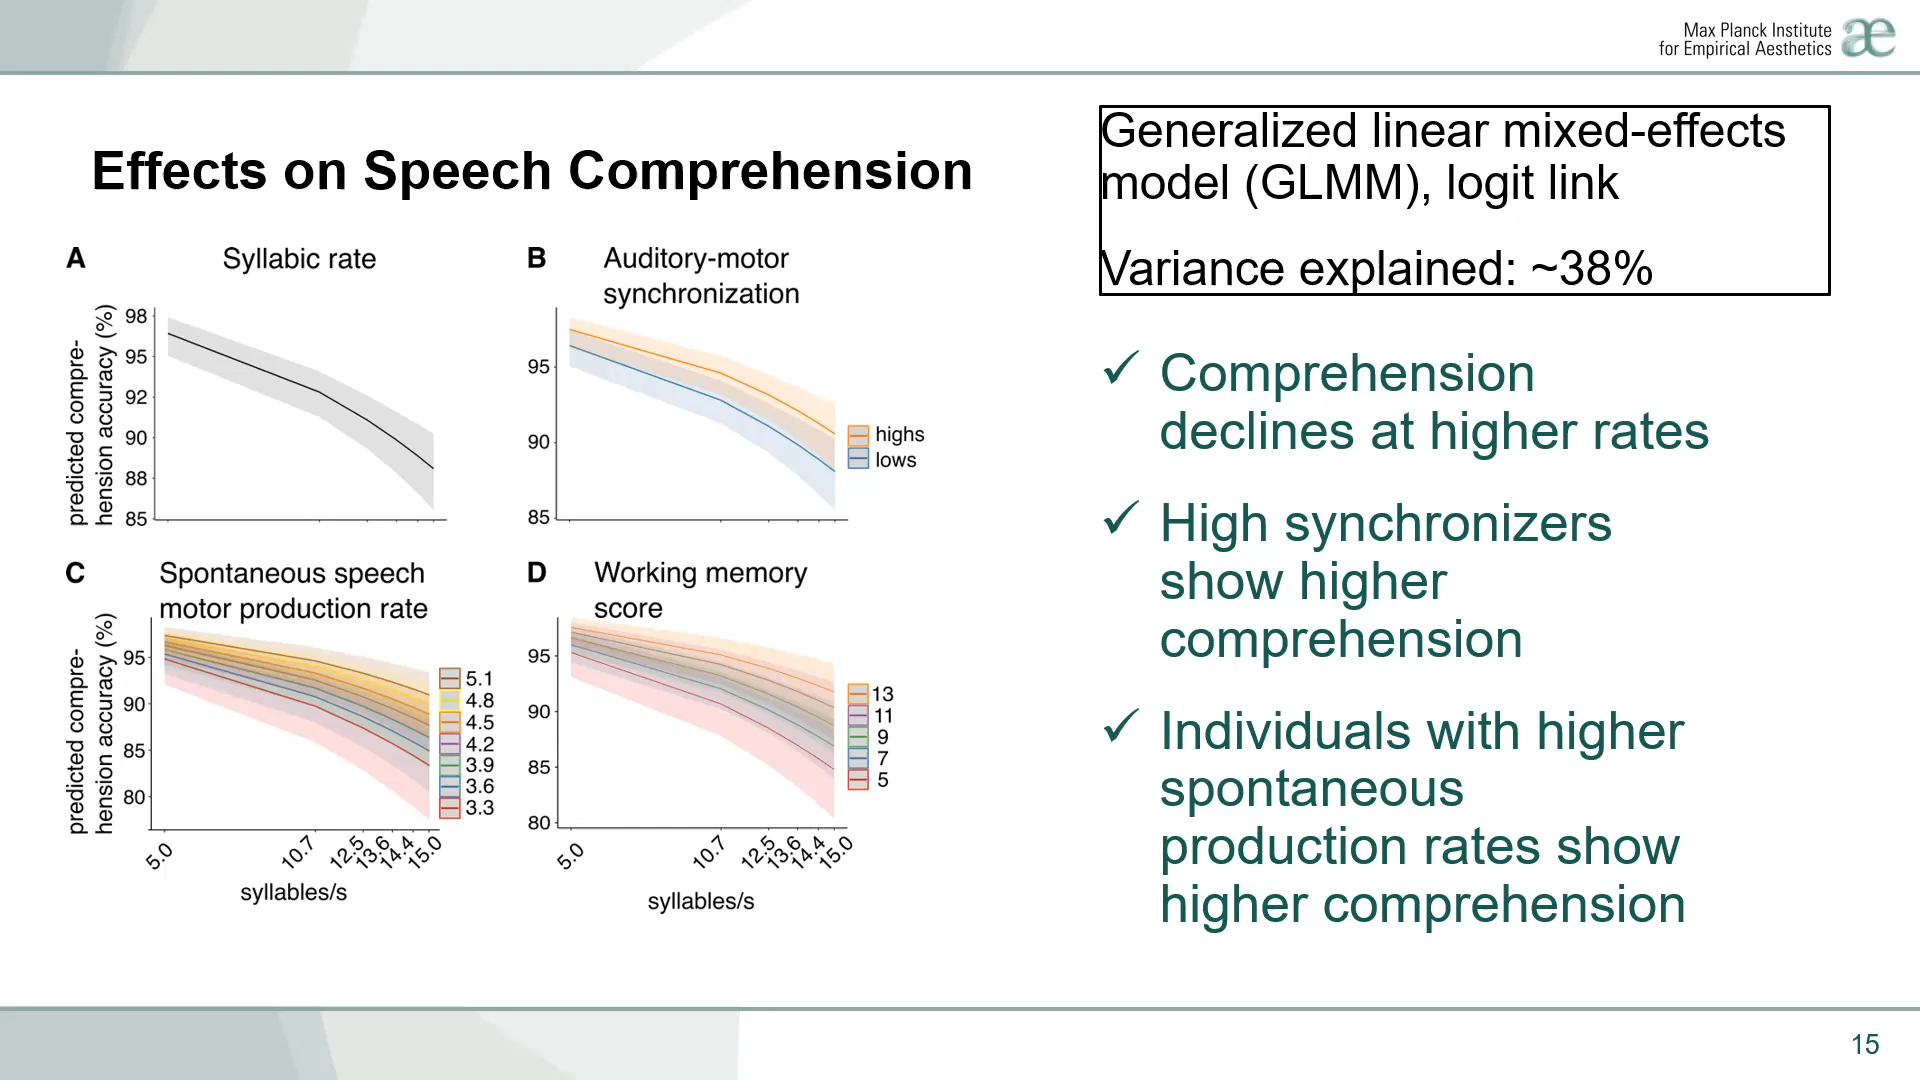 Max Planck Institute
for Empirical Aesthetics
æ
Effects on Speech Comprehension
Generalized linear mixed-effects
model (GLMM), logit link
Variance explained: ~38%
A
Syllabic rate
predicted compre-
hension accuracy (%)
98
95
92
90
88
85
B
Auditory-motor
synchronization
95
90
85
highs
lows
C
Spontaneous speech
motor production rate
predicted compre-
hension accuracy (%)
95
90
85
80
5.1
4.8
4.5
4.2
3.9
3.6
3.3
5.0
10.7
12.5
13.6
14.4
15.0
syllables/s
D
Working memory
score
95
90
85
80
13
11
9
7
5
5.0
10.7
12.5
13.6
14.4
15.0
syllables/s
✓ Comprehension
declines at higher rates
✓ High synchronizers
show higher
comprehension
✓ Individuals with higher
spontaneous
production rates show
higher comprehension
15